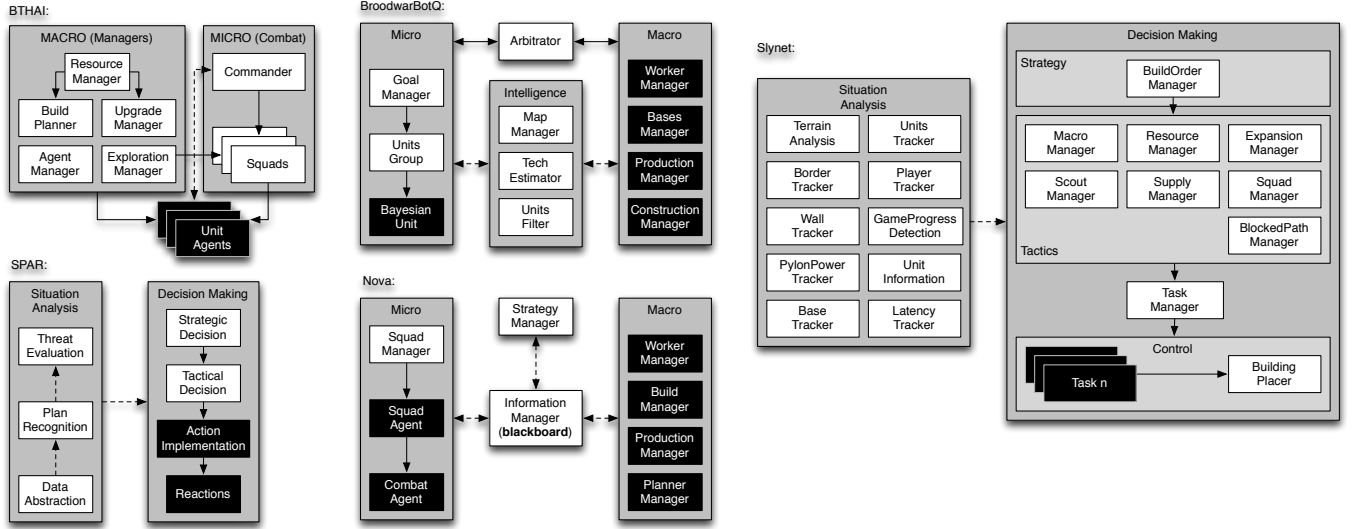 BTHAI:
MACRO (Managers)
Resource
Manager
Build
Planner
Upgrade
Manager
Agent
Manager
Exploration
Manager
MICRO (Combat)
Commander
Squads
Unit
Agents
SPAR:
Situation
Analysis
Threat
Evaluation
Plan
Recognition
Data
Abstraction
Decision Making
Strategic
Decision
Tactical
Decision
Action
Implementation
Reactions
BroodwarBotQ:
Micro
Goal
Manager
Units
Group
Bayesian
Unit
Arbitrator
Intelligence
Map
Manager
Tech
Estimator
Units
Filter
Macro
Worker
Manager
Bases
Manager
Production
Manager
Construction
Manager
Nova:
Micro
Squad
Manager
Squad
Agent
Combat
Agent
Strategy
Manager
Information
Manager
(blackboard)
Macro
Worker
Manager
Build
Manager
Production
Manager
Planner
Manager
Slynet:
Situation
Analysis
Terrain
Analysis
Units
Tracker
Border
Tracker
Player
Tracker
Wall
Tracker
GameProgress
Detection
PylonPower
Tracker
Unit
Information
Base
Tracker
Latency
Tracker
Decision Making
Strategy
BuildOrder
Manager
Macro
Manager
Resource
Manager
Expansion
Manager
Scout
Manager
Supply
Manager
Squad
Manager
BlockedPath
Manager
Tactics
Task
Manager
Control
Task n
Building
Placer